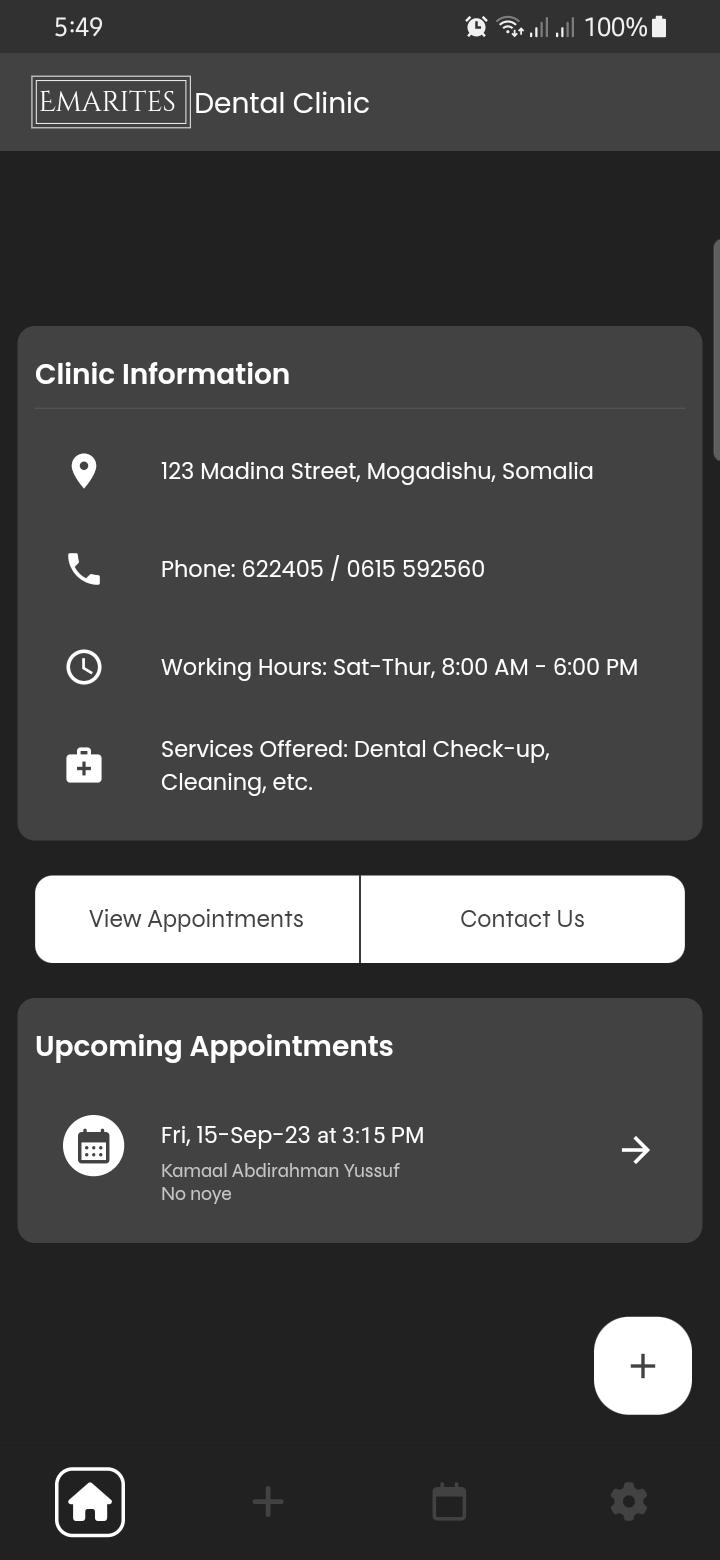 5:49
100%
EMARITES Dental Clinic
Clinic Information
123 Madina Street, Mogadishu, Somalia
Phone: 622405 / 0615 592560
Working Hours: Sat-Thur, 8:00 AM - 6:00 PM
Services Offered: Dental Check-up,
Cleaning, etc.
View Appointments
Contact Us
Upcoming Appointments
Fri, 15-Sep-23 at 3:15 PM
Kamaal Abdirahman Yussuf
No noye